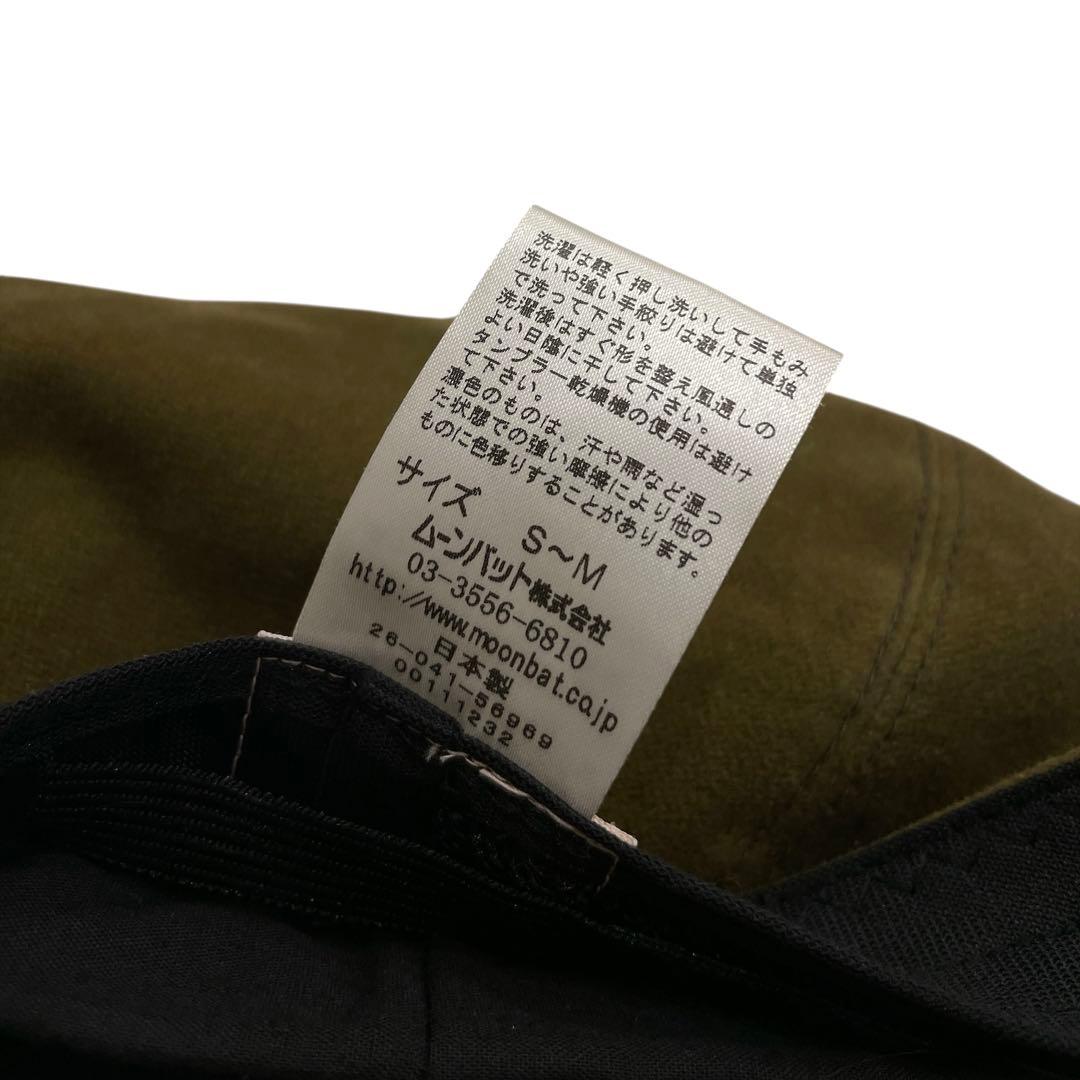 洗濯は軽く押し洗いして手もみ
洗いや強い手絞りは避けて単独
で洗って下さい。
洗濯後はすぐ形を整え風通しの
よい日陰に干して下さい。
タンブラー乾燥機の使用は避け
て下さい。
濃色のものは、汗や雨など湿っ
た状態での強い摩擦により他の
ものに色移りすることがあります。
サイズ S～M
ムーンバット株式会社
03-3556-6810
http://www.moonbat.co.jp
日本製
26-041-56969
0011232